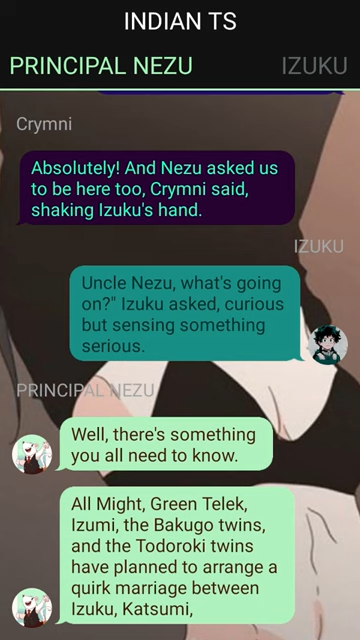 INDIAN TS
PRINCIPAL NEZU
IZUKU
Crymni
Absolutely! And Nezu asked us
to be here too, Crymni said,
shaking Izuku's hand.
IZUKU
Uncle Nezu, what's going
on?" Izuku asked, curious
but sensing something
serious.
PRINCIPAL NEZU
Well, there's something
you all need to know.
All Might, Green Telek,
Izumi, the Bakugo twins,
and the Todoroki twins
have planned to arrange a
quirk marriage between
Izuku, Katsumi,